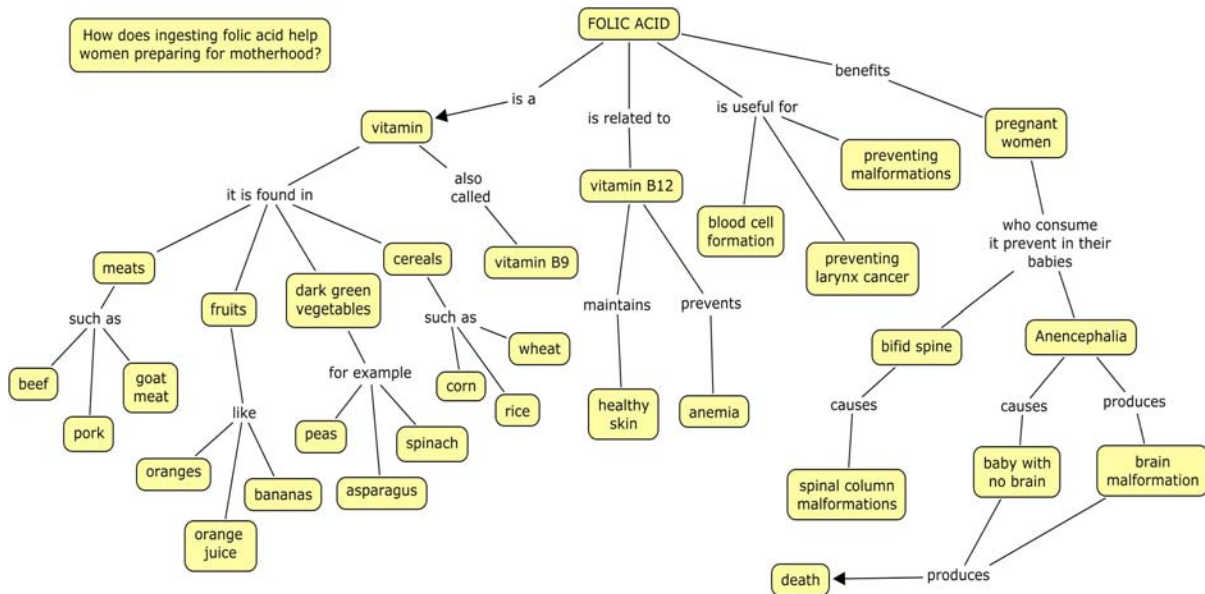 How does ingesting folic acid help
women preparing for motherhood?
FOLIC ACID
is a
is related to
is useful for
benefits
vitamin
vitamin B12
preventing
malformations
pregnant
women
it is found in
also
called
blood cell
formation
preventing
larynx cancer
who consume
it prevent in their
babies
meats
fruits
dark green
vegetables
cereals
vitamin B9
maintains
prevents
such as
such as
bifid spine
Anencephalia
beef
pork
goat
meat
like
for example
corn
rice
wheat
healthy
skin
anemia
causes
causes
produces
oranges
orange
juice
bananas
peas
asparagus
spinach
spinal column
malformations
baby with
no brain
brain
malformation
death
produces